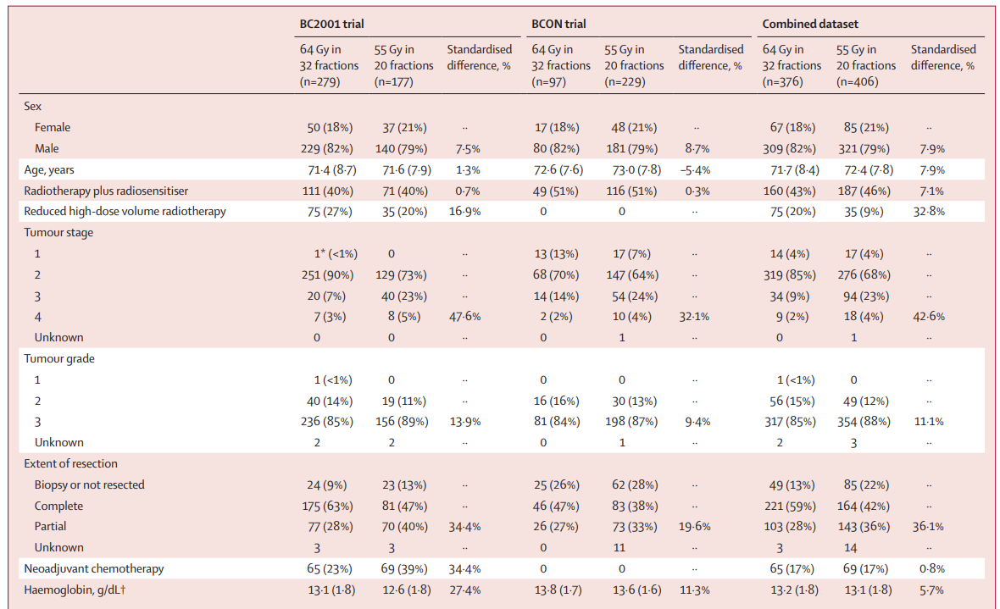 BC2001 trial BCON trial Combined dataset
64 Gy in 55 Gy in Standardised 64 Gy in 55 Gy in Standardised 64 Gy in 55 Gy in Standardised
32 fractions 20 fractions difference, % 32 fractions 20 fractions difference, % 32 fractions 20 fractions difference, %
(n=279) (n=177) (n=97) (n=229) (n=376) (n=406)
Sex
Female 50 (18%) 37 (21%) ·· 17 (18%) 48 (21%) ·· 67 (18%) 85 (21%) ··
Male 229 (82%) 140 (79%) 7·5% 80 (82%) 181 (79%) 8·7% 309 (82%) 321 (79%) 7·9%
Age, years 71·4 (8·7) 71·6 (7·9) 1·3% 72·6 (7·6) 73·0 (7·8) –5·4% 71·7 (8·4) 72·4 (7·8) 7·9%
Radiotherapy plus radiosensitiser 111 (40%) 71 (40%) 0·7% 49 (51%) 116 (51%) 0·3% 160 (43%) 187 (46%) 7·1%
Reduced high-dose volume radiotherapy 75 (27%) 35 (20%) 16·9% 0 0 ·· 75 (20%) 35 (9%) 32·8%
Tumour stage
1 1* (<1%) 0 ·· 13 (13%) 17 (7%) ·· 14 (4%) 17 (4%) ··
2 251 (90%) 129 (73%) ·· 68 (70%) 147 (64%) ·· 319 (85%) 276 (68%) ··
3 20 (7%) 40 (23%) ·· 14 (14%) 54 (24%) ·· 34 (9%) 94 (23%) ··
4 7 (3%) 8 (5%) 47·6% 2 (2%) 10 (4%) 32·1% 9 (2%) 18 (4%) 42·6%
Unknown 0 0 ·· 0 1 ·· 0 1 ··
Tumour grade
1 1 (<1%) 0 ·· 0 0 ·· 1 (<1%) 0 ··
2 40 (14%) 19 (11%) ·· 16 (16%) 30 (13%) ·· 56 (15%) 49 (12%) ··
3 236 (85%) 156 (89%) 13·9% 81 (84%) 198 (87%) 9·4% 317 (85%) 354 (88%) 11·1%
Unknown 2 2 ·· 0 1 ·· 2 3 ··
Extent of resection
Biopsy or not resected 24 (9%) 23 (13%) ·· 25 (26%) 62 (28%) ·· 49 (13%) 85 (22%) ··
Complete 175 (63%) 81 (47%) ·· 46 (47%) 83 (38%) ·· 221 (59%) 164 (42%) ··
Partial 77 (28%) 70 (40%) 34·4% 26 (27%) 73 (33%) 19·6% 103 (28%) 143 (36%) 36·1%
Unknown 3 3 ·· 0 11 ·· 3 14 ··
Neoadjuvant chemotherapy 65 (23%) 69 (39%) 34·4% 0 0 ·· 65 (17%) 69 (17%) 0·8%
Haemoglobin, g/dL† 13·1 (1·8) 12·6 (1·8) 27·4% 13·8 (1·7) 13·6 (1·6) 11·3% 13·2 (1·8) 13·1 (1·8) 5·7%